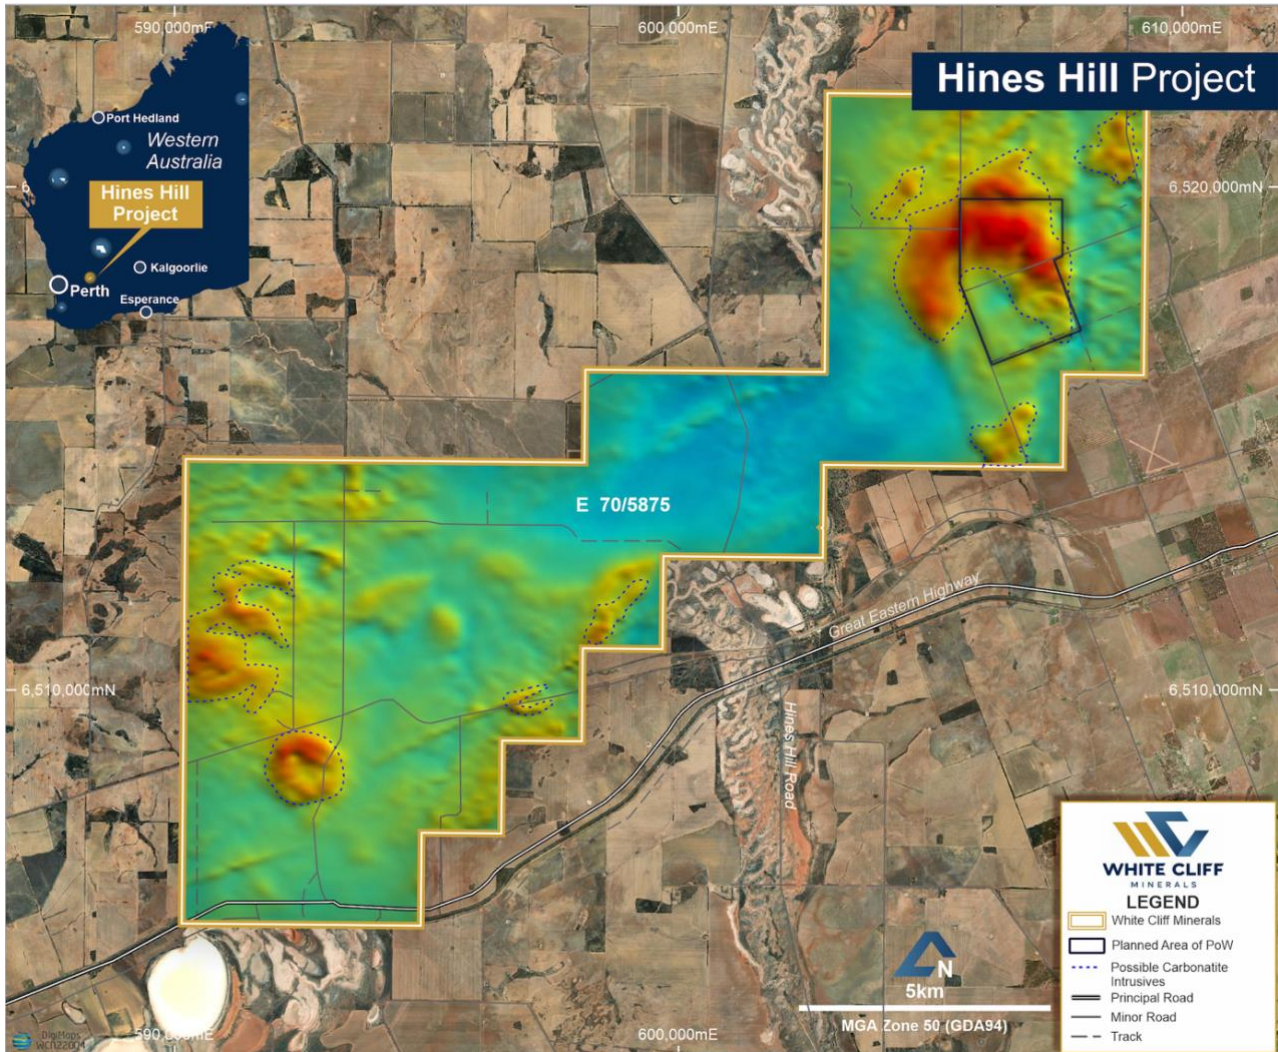 590,000mE
600,000mE
610,000mE
Hines Hill Project
Port Hedland
Western
Australia
Hines Hill
Project
Kalgoorlie
Perth
Esperance
6,520,000mN
E 70/5875
Great Eastern Highway
6,510,000mN
6,510,000mN
Hines Hill Road
WHITE CLIFF
MINERALS
LEGEND
White Cliff Minerals
Planned Area of PoW
Possible Carbonatite
Intrusives
Principal Road
Minor Road
Track
N
5km
MGA Zone 50 (GDA94)
DigiMaps
590,000mE
600,000mE